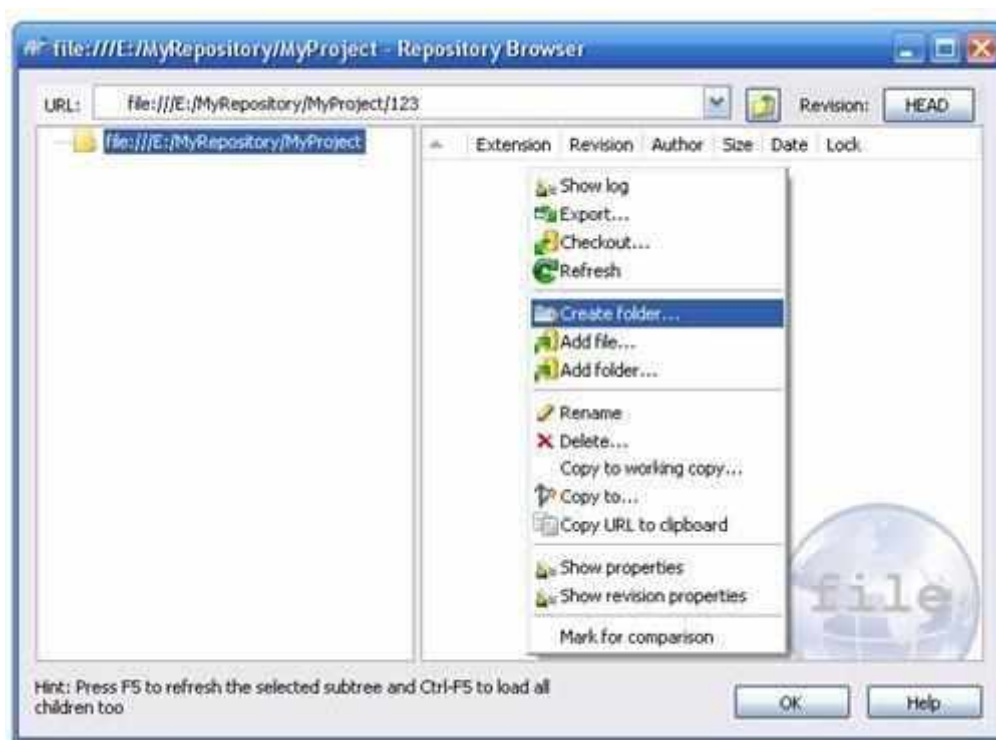 file:///E:/MyRepository/MyProject - Repository Browser
URL: file:///E:/MyRepository/MyProject/123 Revision: HEAD
file:///E:/MyRepository/MyProject
Extension Revision Author Size Date Lock
Show log
Export...
Checkout...
Refresh
Create folder...
Add file...
Add folder...
Rename
Delete...
Copy to working copy...
Copy to...
Copy URL to clipboard
Show properties
Show revision properties
Mark for comparison
file
Hint: Press F5 to refresh the selected subtree and Ctrl-F5 to load all
children too
OK Help